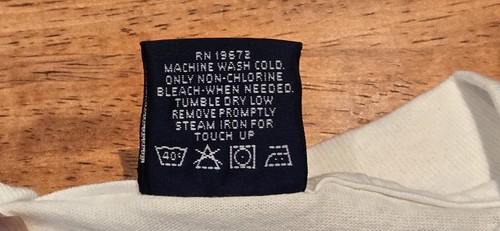 RN 19672
MACHINE WASH COLD.
ONLY NON-CHLORINE
BLEACH-WHEN NEEDED.
TUMBLE DRY LOW
REMOVE PROMPTLY
STEAM IRON FOR
TOUCH UP
40°